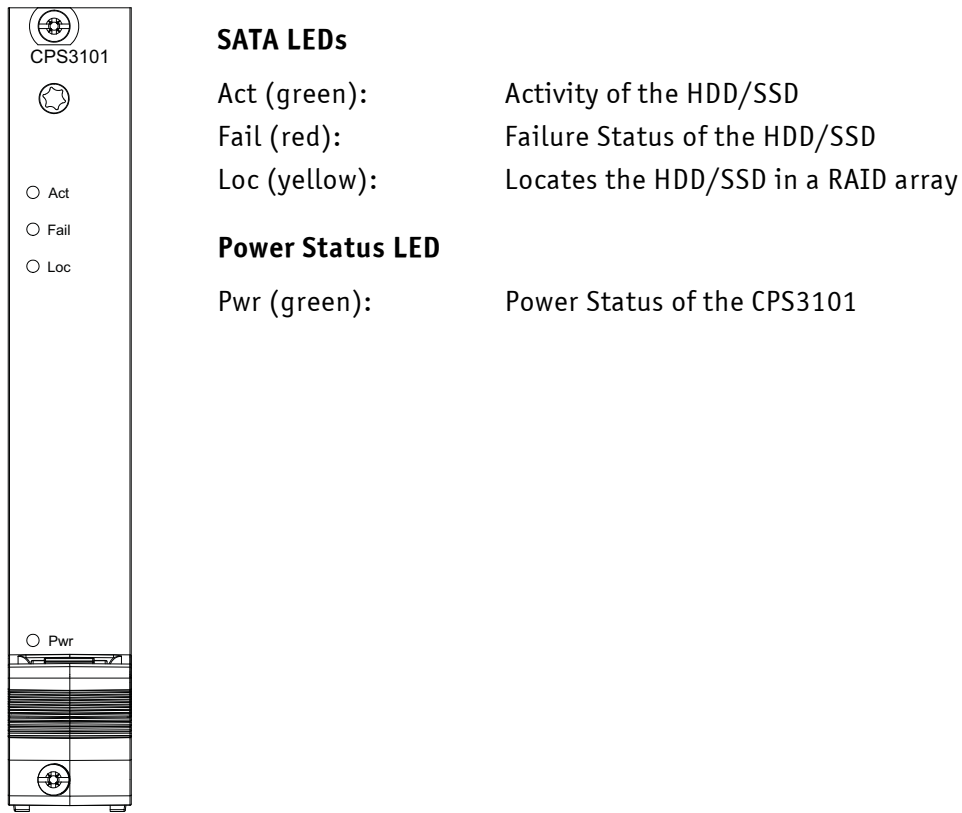 CPS3101
Act
Fail
Loc
Pwr
SATA LEDs
Act (green): Activity of the HDD/SSD
Fail (red): Failure Status of the HDD/SSD
Loc (yellow): Locates the HDD/SSD in a RAID array
Power Status LED
Pwr (green): Power Status of the CPS3101